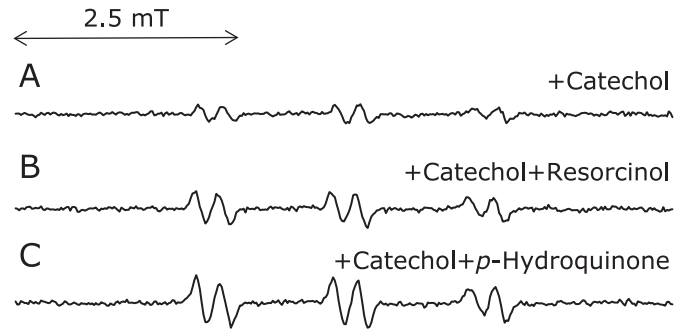 2.5 mT
A
+Catechol
B
+Catechol+Resorcinol
C
+Catechol+p-Hydroquinone